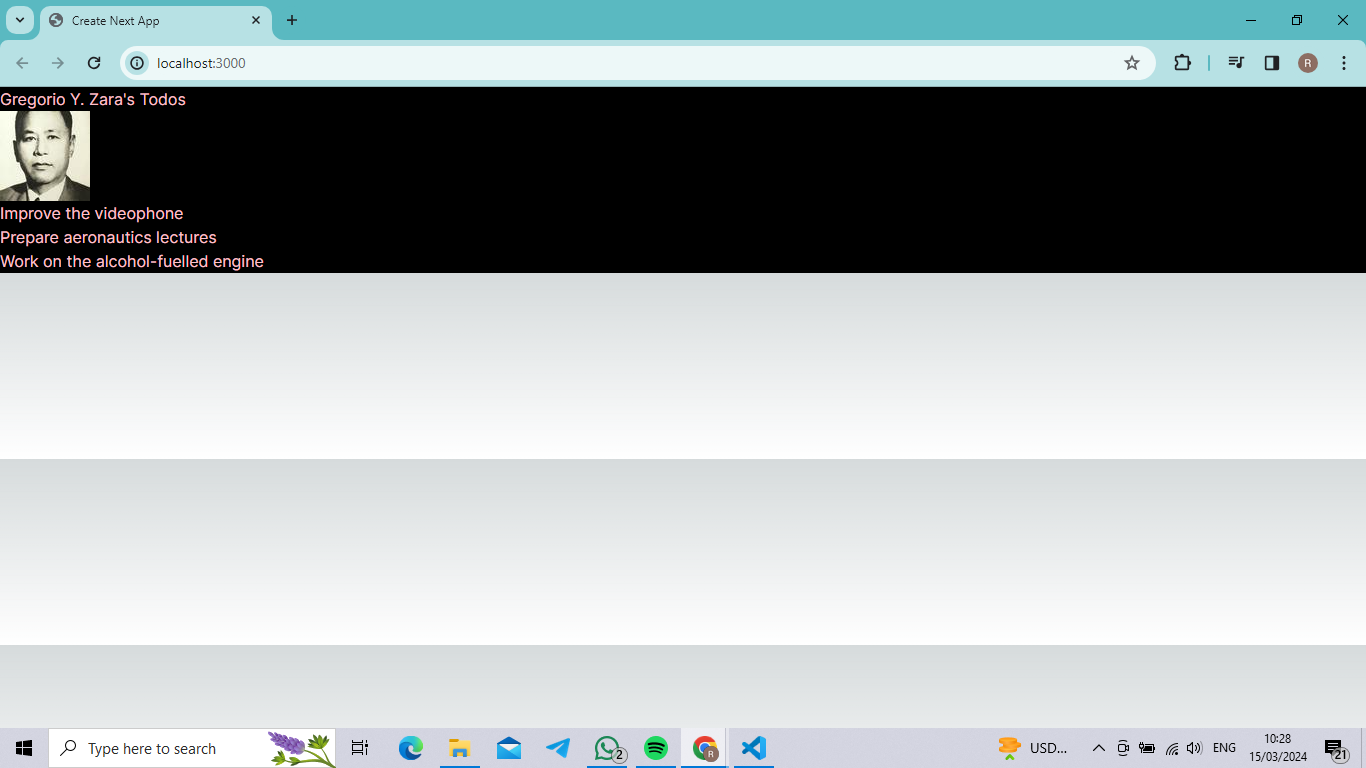 Create Next App
localhost:3000
R
Gregorio Y. Zara's Todos
Improve the videophone
Prepare aeronautics lectures
Work on the alcohol-fuelled engine
Type here to search
2
R
USD...
ENG
10:28
15/03/2024
21